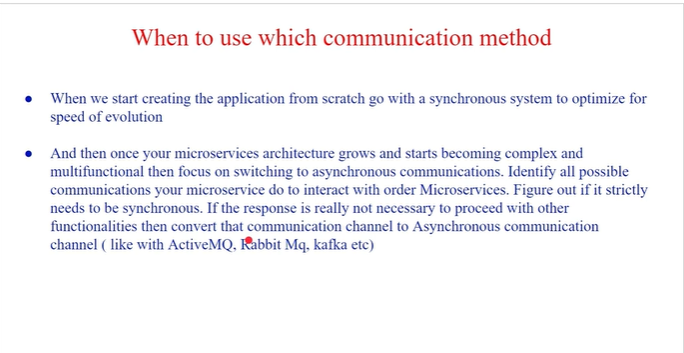 When to use which communication method
● When we start creating the application from scratch go with a synchronous system to optimize for
speed of evolution
● And then once your microservices architecture grows and starts becoming complex and
multifunctional then focus on switching to asynchronous communications. Identify all possible
communications your microservice do to interact with order Microservices. Figure out if it strictly
needs to be synchronous. If the response is really not necessary to proceed with other
functionalities then convert that communication channel to Asynchronous communication
channel ( like with ActiveMQ, Rabbit Mq, kafka etc)